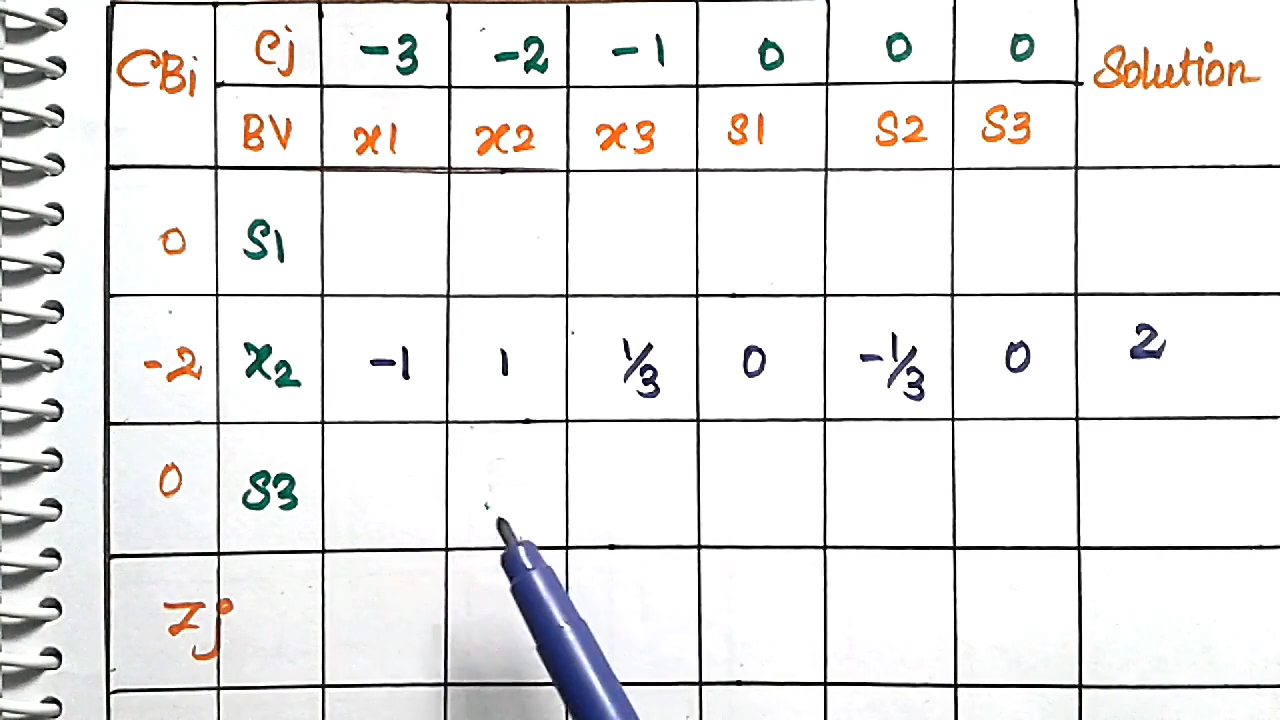 CBi Cj -3 -2 -1 0 0 0 Solution
BV x1 x2 x3 S1 S2 S3
0 S1
-2 x2 -1 1 1/3 0 -1/3 0 2
0 S3
Zj